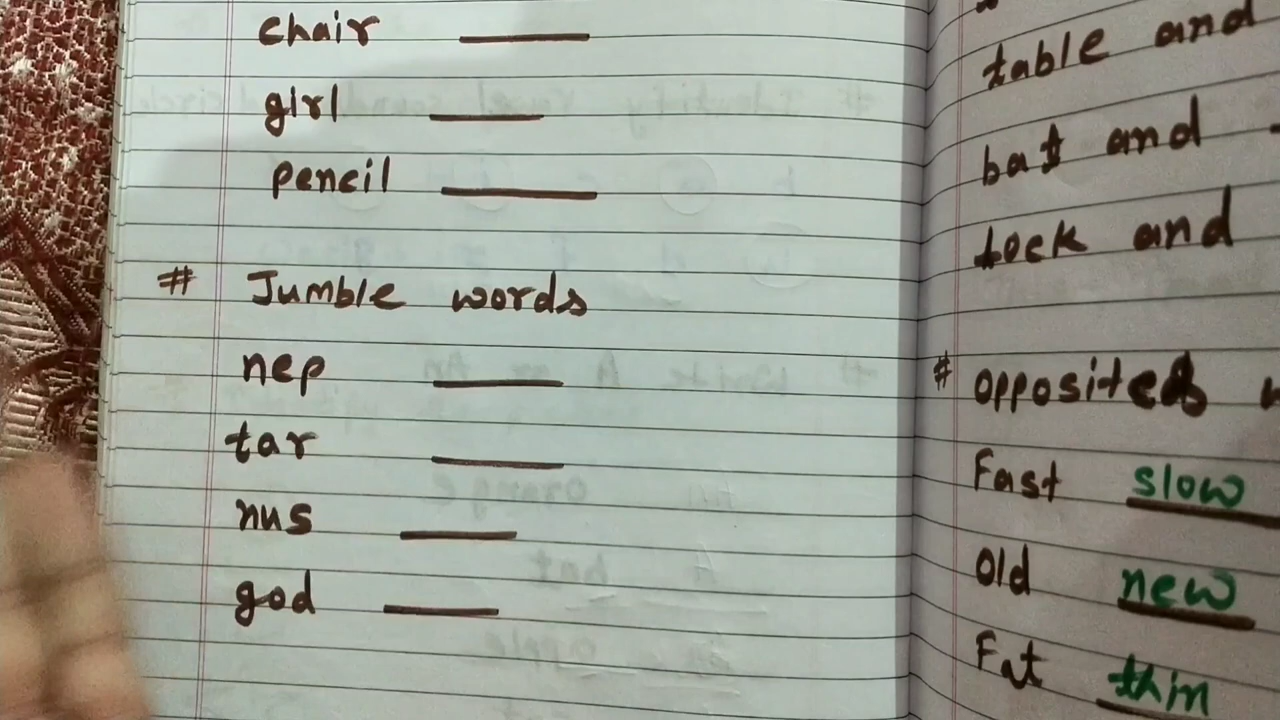 chair
girl
pencil
# Jumble words
nep
tar
nus
god
table and
bat and
lock and
# Opposites
Fast slow
Old new
Fat thin